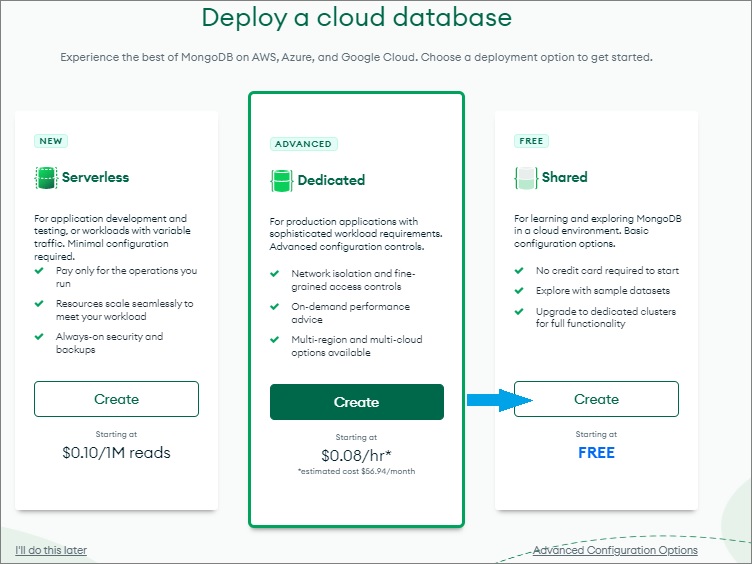 Deploy a cloud database
Experience the best of MongoDB on AWS, Azure, and Google Cloud. Choose a deployment option to get started.
NEW
Serverless
For application development and
testing, or workloads with variable
traffic. Minimal configuration
required.
Pay only for the operations you
run
Resources scale seamlessly to
meet your workload
Always-on security and
backups
Create
Starting at
$0.10/1M reads
ADVANCED
Dedicated
For production applications with
sophisticated workload requirements.
Advanced configuration controls.
Network isolation and fine-
grained access controls
On-demand performance
advice
Multi-region and multi-cloud
options available
Create
Starting at
$0.08/hr*
*estimated cost $56.94/month
FREE
Shared
For learning and exploring MongoDB
in a cloud environment. Basic
configuration options.
No credit card required to start
Explore with sample datasets
Upgrade to dedicated clusters
for full functionality
Create
Starting at
FREE
I'll do this later
Advanced Configuration Options